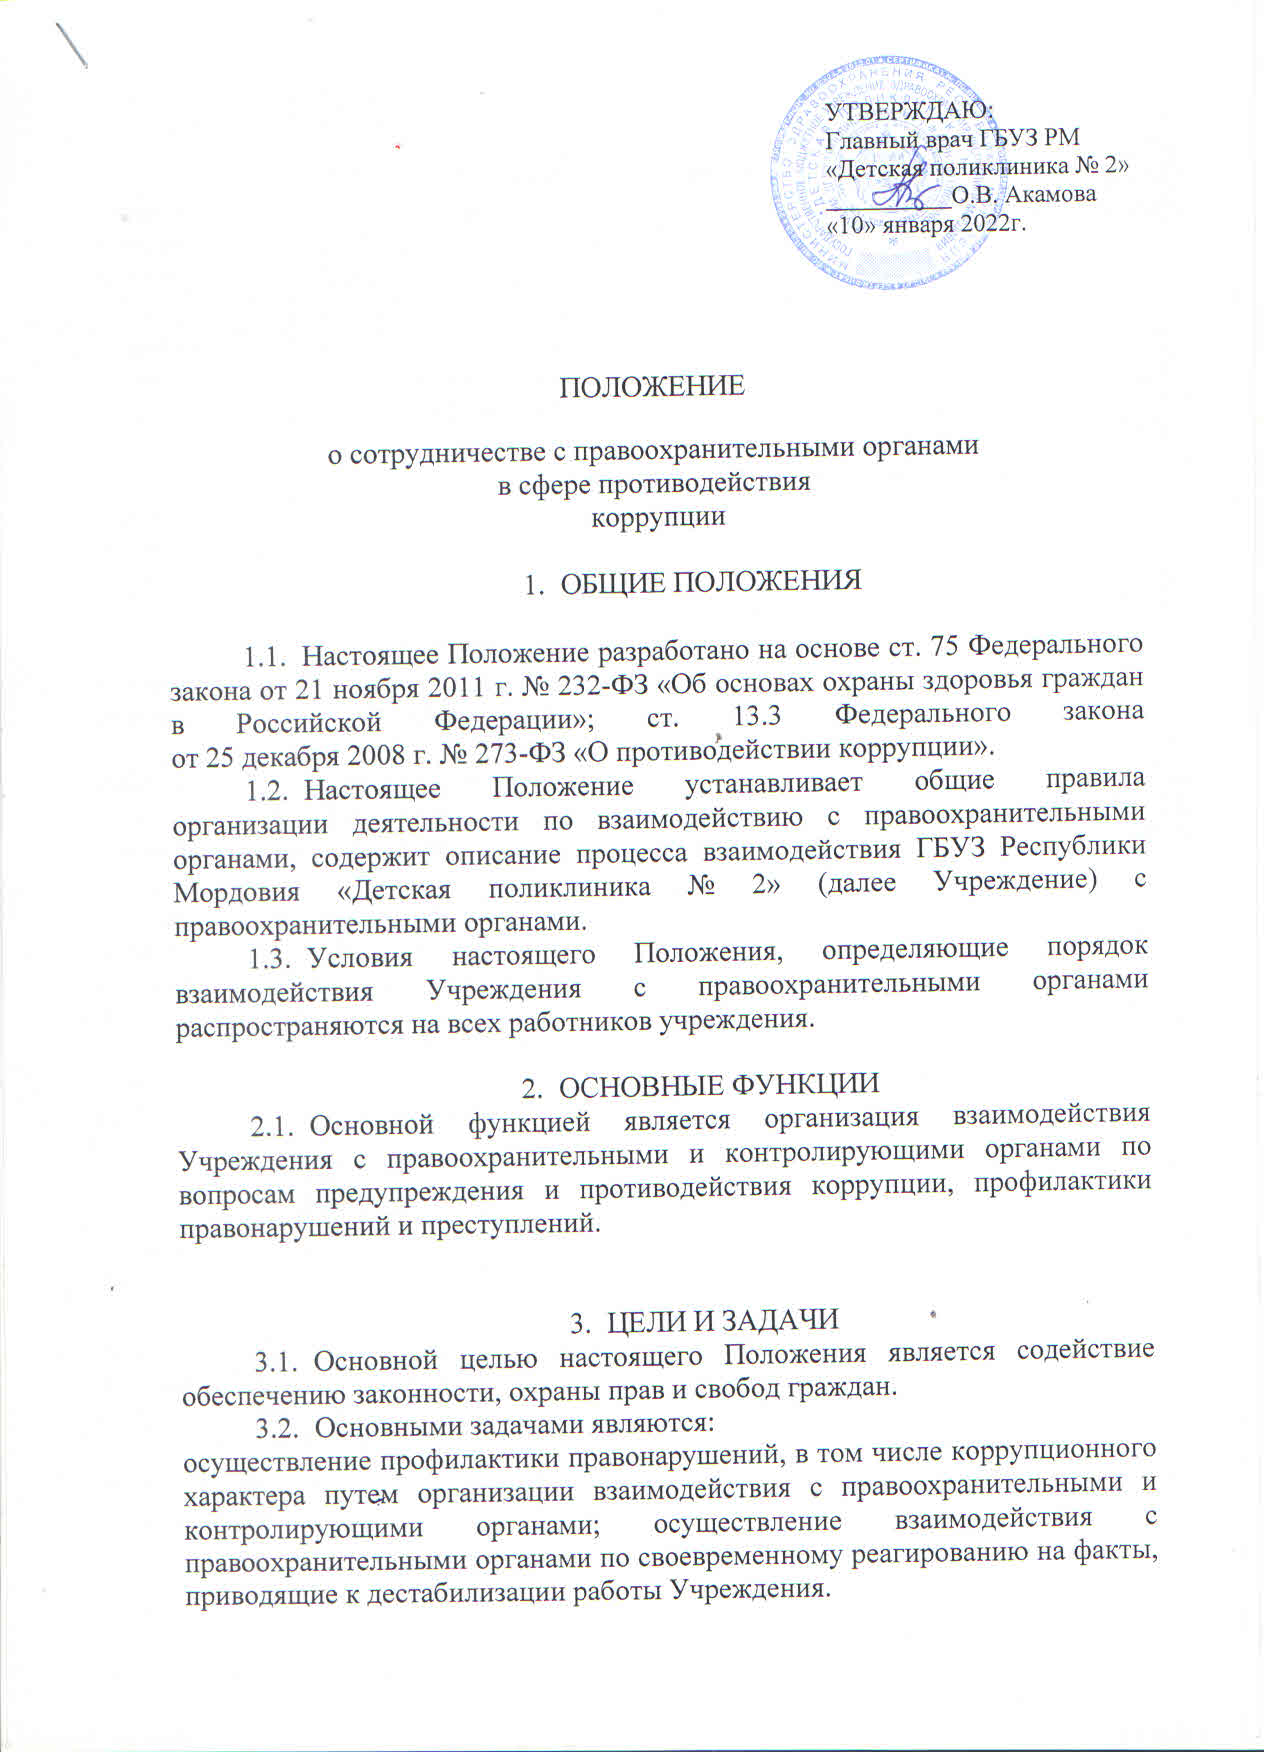 УТВЕРЖДАЮ:
Главный врач ГБУЗ РМ
«Детская поликлиника № 2»
О.В. Акамова
«10» января 2022г.
ПОЛОЖЕНИЕ
о сотрудничестве с правоохранительными органами
в сфере противодействия
коррупции
1. ОБЩИЕ ПОЛОЖЕНИЯ
1.1. Настоящее Положение разработано на основе ст. 75 Федерального
закона от 21 ноября 2011 г. № 232-ФЗ «Об основах охраны здоровья граждан
в Российской Федерации»; ст. 13.3 Федерального закона
от 25 декабря 2008 г. № 273-ФЗ «О противодействии коррупции».
1.2. Настоящее Положение устанавливает общие правила
организации деятельности по взаимодействию с правоохранительными
органами, содержит описание процесса взаимодействия ГБУЗ Республики
Мордовия «Детская поликлиника № 2» (далее Учреждение) с
правоохранительными органами.
1.3. Условия настоящего Положения, определяющие порядок
взаимодействия Учреждения с правоохранительными органами
распространяются на всех работников учреждения.
2. ОСНОВНЫЕ ФУНКЦИИ
2.1. Основной функцией является организация взаимодействия
Учреждения с правоохранительными и контролирующими органами по
вопросам предупреждения и противодействия коррупции, профилактики
правонарушений и преступлений.
3. ЦЕЛИ И ЗАДАЧИ
3.1. Основной целью настоящего Положения является содействие
обеспечению законности, охраны прав и свобод граждан.
3.2. Основными задачами являются:
осуществление профилактики правонарушений, в том числе коррупционного
характера путем организации взаимодействия с правоохранительными и
контролирующими органами; осуществление взаимодействия с
правоохранительными органами по своевременному реагированию на факты,
приводящие к дестабилизации работы Учреждения.